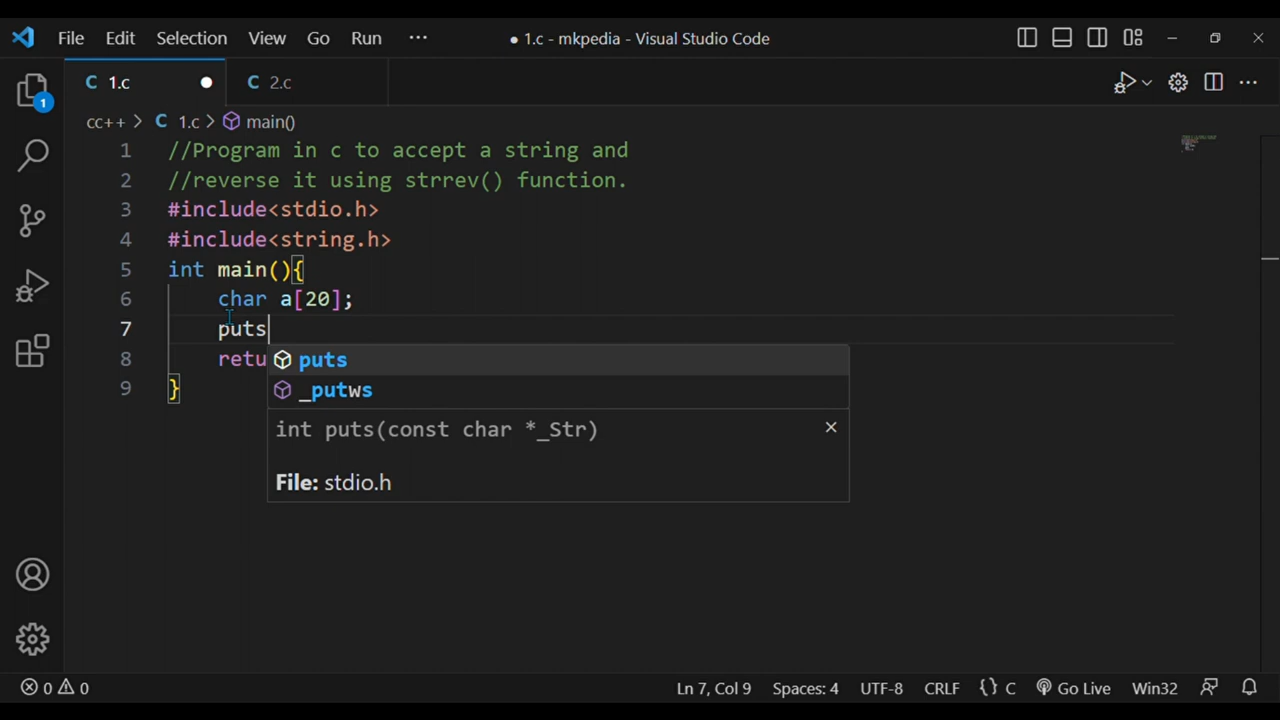 File Edit Selection View Go Run ··· ● 1.c - mkpedia - Visual Studio Code
C 1.c ● C 2.c
cc++ > C 1.c > main()
1 //Program in c to accept a string and
2 //reverse it using strrev() function.
3 #include<stdio.h>
4 #include<string.h>
5 int main(){
6 char a[20];
7 puts
8 retu
puts
9 }
_putws
int puts(const char *_Str)
File: stdio.h
1
0 0 Ln 7, Col 9 Spaces: 4 UTF-8 CRLF {} C Go Live Win32